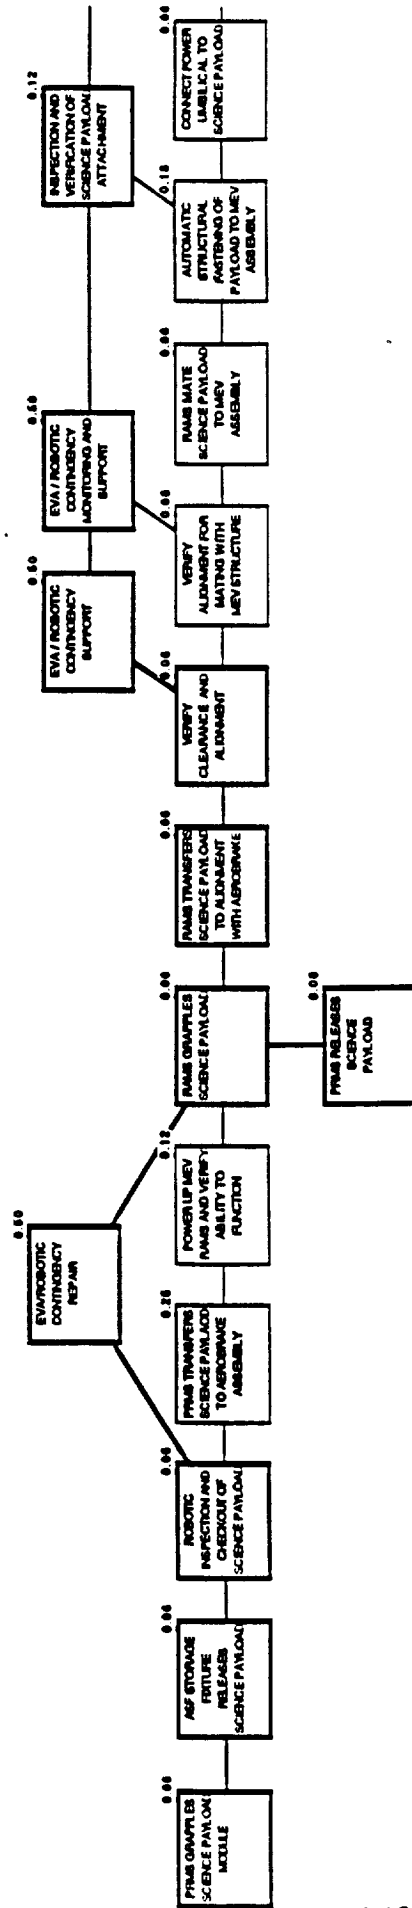 0.50
EVA/ROBOTIC
CONTINGENCY
REPAIR
0.50
EVA / ROBOTIC
CONTINGENCY
SUPPORT
0.50
EVA / ROBOTIC
CONTINGENCY
MONITORING AND
SUPPORT
0.12
INSPECTION AND
VERIFICATION OF
SCIENCE PAYLOAD
ATTACHMENT
0.06
PRMS GRAPPLES
SCIENCE PAYLOAD
MODULE
0.06
ASF STORAGE
FIXTURE
RELEASES
SCIENCE PAYLOAD
0.06
ROBOTIC
INSPECTION AND
CHECKOUT OF
SCIENCE PAYLOAD
0.25
PRMS TRANSFERS
SCIENCE PAYLAOD
TO AEROBRAKE
ASSEMBLY
0.12
POWER UP MEV
RAMS AND VERIFY
ABILITY TO
FUNCTION
0.06
RAMS GRAPPLES
SCIENCE PAYLOAD
0.06
RAMS TRANSFERS
SCIENCE PAYLOAD
TO ALIGNMENT
WITH AEROBRAKE
0.06
VERIFY
CLEARANCE AND
ALIGNMENT
0.06
VERIFY
ALIGNMENT FOR
MATING WITH
MEV STRUCTURE
0.06
RAMS MATE
SCIENCE PAYLOAD
TO MEV
ASSEMBLY
0.18
AUTOMATIC
STRUCTURAL
FASTENING OF
PAYLOAD TO MEV
ASSEMBLY
0.06
CONNECT POWER
UMBILICAL TO
SCIENCE PAYLOAD
0.06
PRMS RELEASES
SCIENCE
PAYLOAD